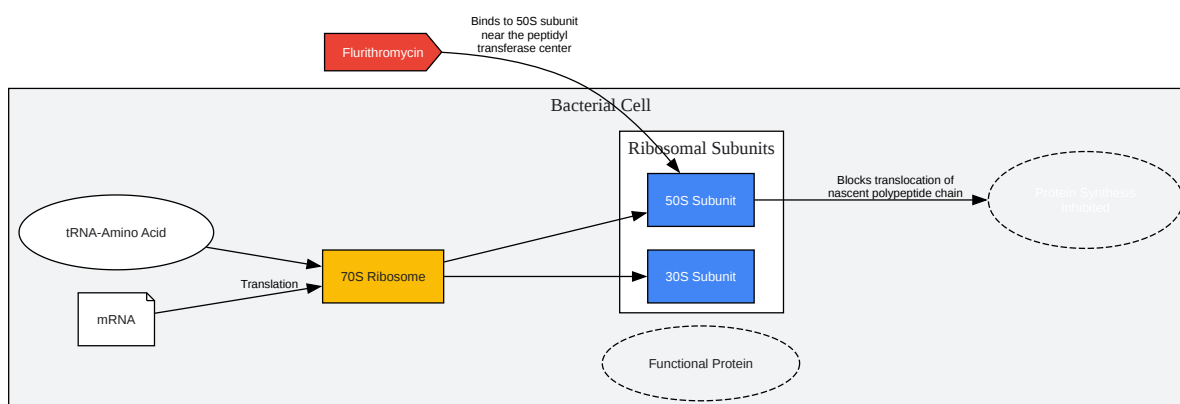 Binds to 50S subunit
near the peptidyl
transferase center
Flurithromycin
Bacterial Cell
Ribosomal Subunits
50S Subunit
Blocks translocation of
nascent polypeptide chain
Protein Synthesis
Inhibited
tRNA-Amino Acid
70S Ribosome
30S Subunit
Translation
mRNA
Functional Protein